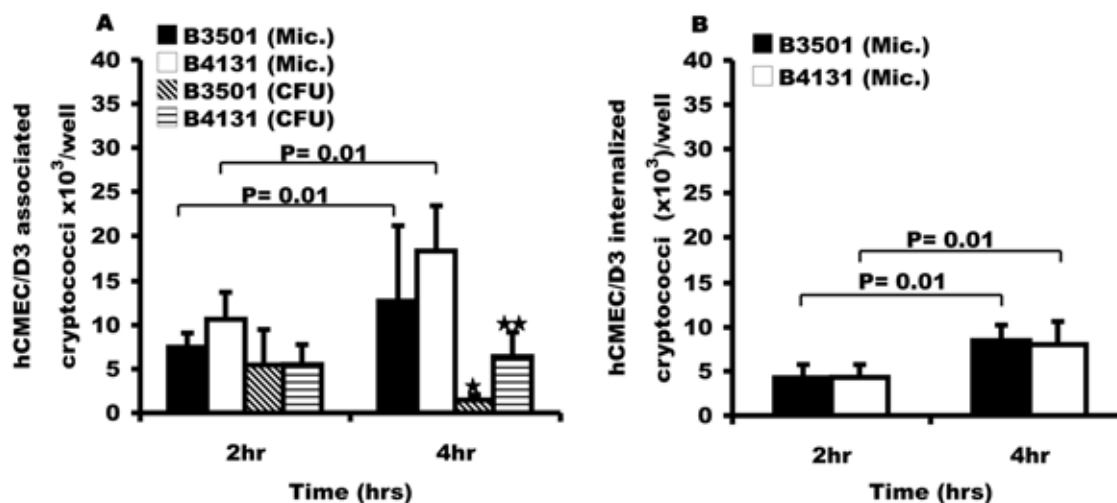 A
B3501 (Mic.)
B4131 (Mic.)
B3501 (CFU)
B4131 (CFU)
hCMEC/D3 associated
cryptococci x10³/well
40
35
30
25
20
15
10
5
0
P= 0.01
P= 0.01
2hr
4hr
Time (hrs)
B
B3501 (Mic.)
B4131 (Mic.)
hCMEC/D3 internalized
cryptococci (x10³)/well
40
35
30
25
20
15
10
5
0
P= 0.01
P= 0.01
2hr
4hr
Time (hrs)